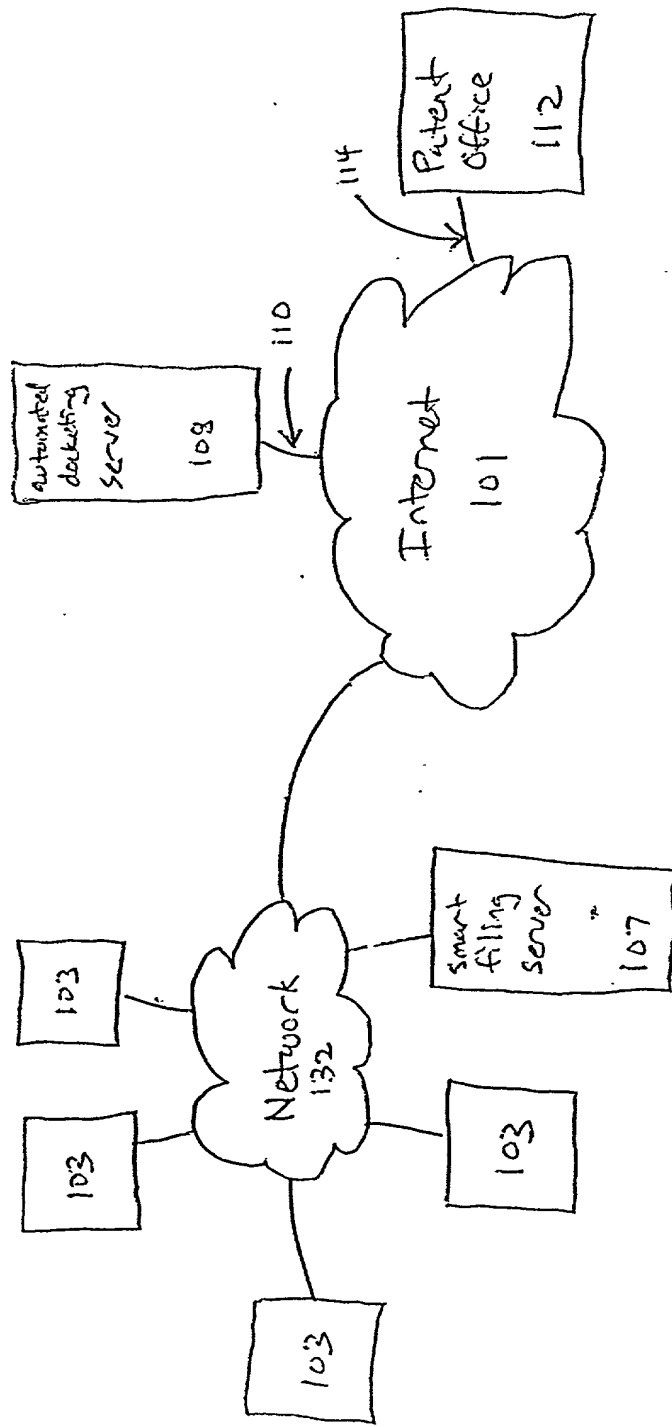 103
103
103
103
Network
132
smart
filling
server
107
Internet
101
automated
docketing
server
108
110
114
Patent
Office
112